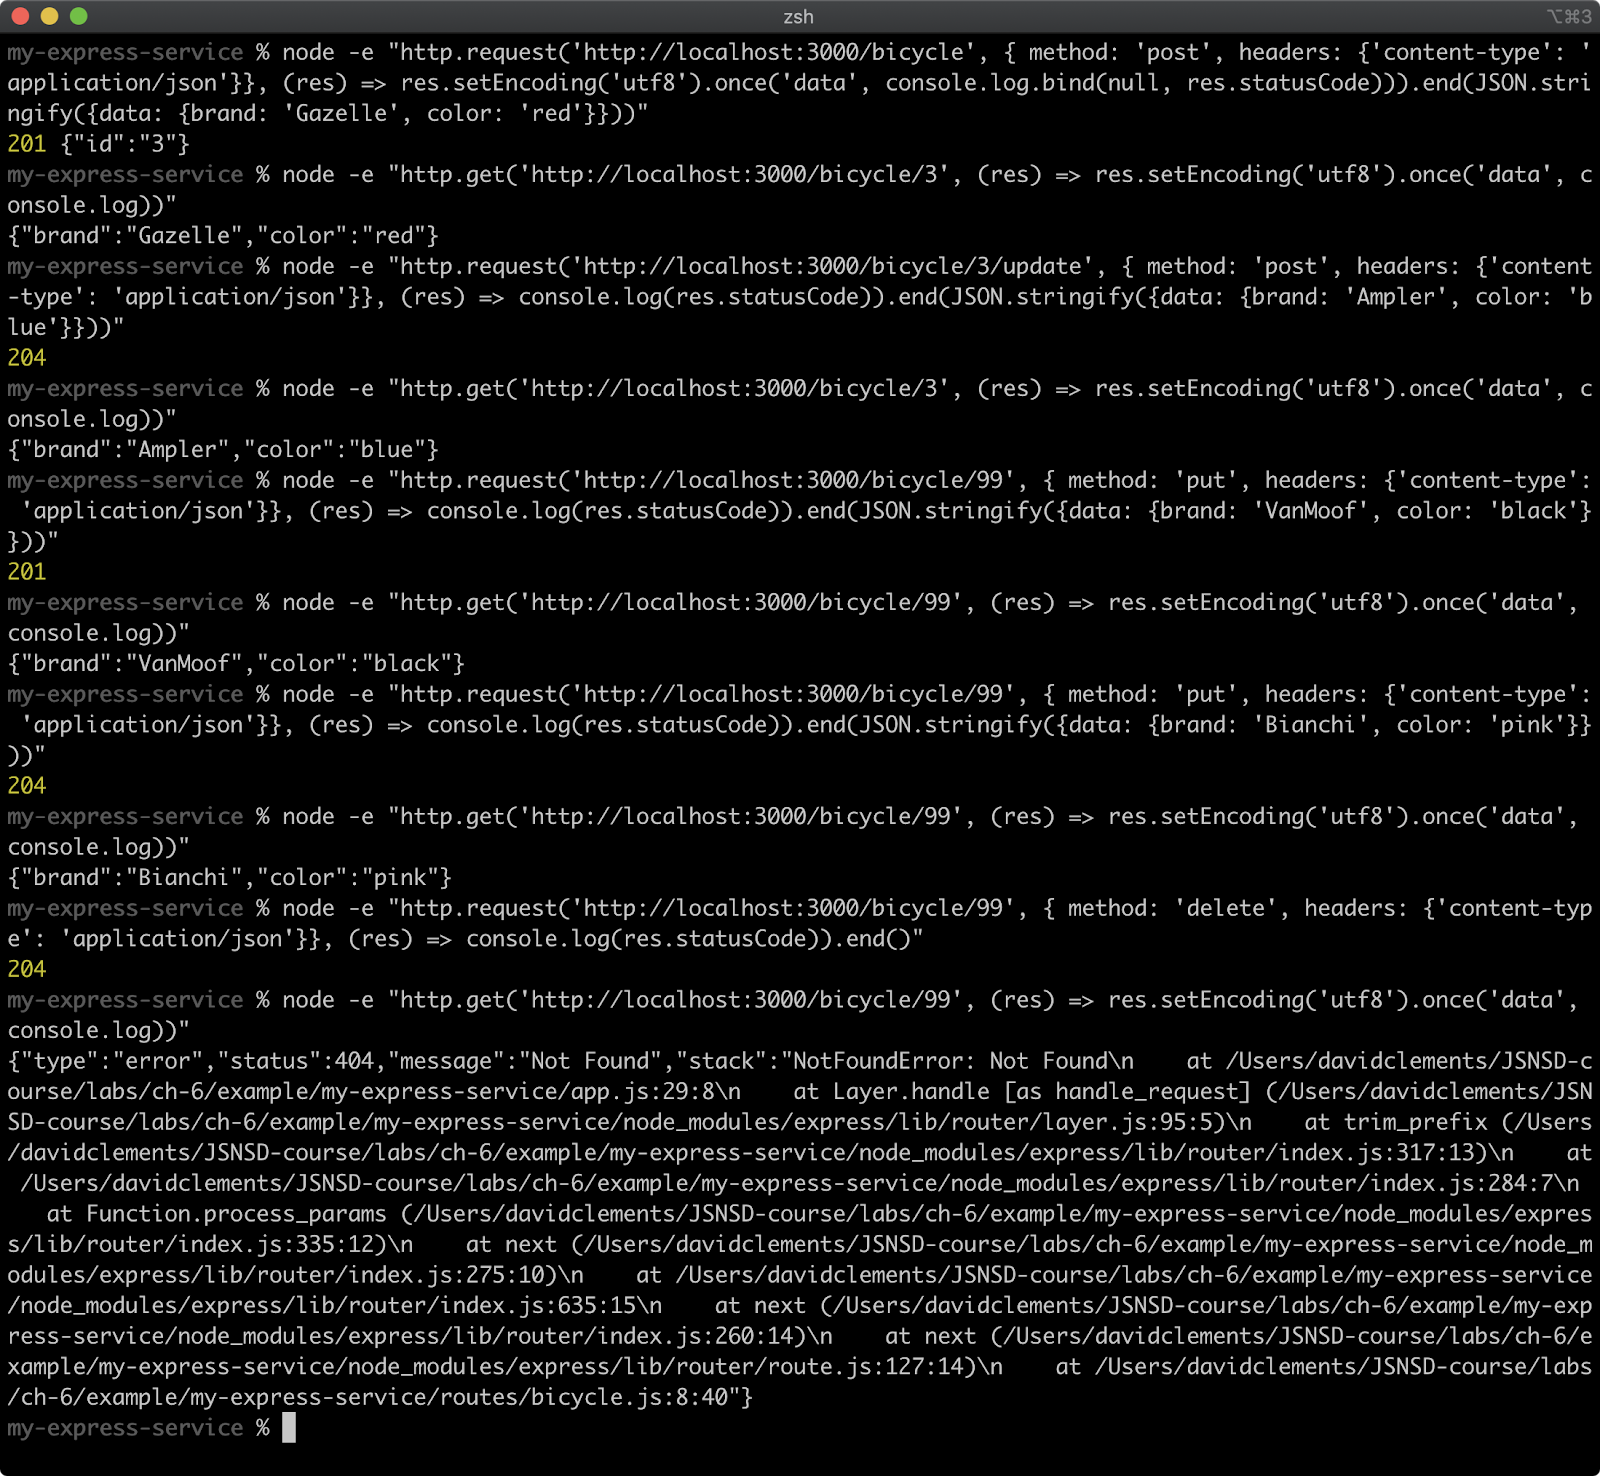 zsh
⌥⌘3
my-express-service % node -e "http.request('http://localhost:3000/bicycle', { method: 'post', headers: {'content-type': '
application/json'}}, (res) => res.setEncoding('utf8').once('data', console.log.bind(null, res.statusCode))).end(JSON.stri
ngify({data: {brand: 'Gazelle', color: 'red'}}))"
201 {"id":"3"}
my-express-service % node -e "http.get('http://localhost:3000/bicycle/3', (res) => res.setEncoding('utf8').once('data', c
onsole.log))"
{"brand":"Gazelle","color":"red"}
my-express-service % node -e "http.request('http://localhost:3000/bicycle/3/update', { method: 'post', headers: {'content
-type': 'application/json'}}, (res) => console.log(res.statusCode)).end(JSON.stringify({data: {brand: 'Ampler', color: 'b
lue'}}))"
204
my-express-service % node -e "http.get('http://localhost:3000/bicycle/3', (res) => res.setEncoding('utf8').once('data', c
onsole.log))"
{"brand":"Ampler","color":"blue"}
my-express-service % node -e "http.request('http://localhost:3000/bicycle/99', { method: 'put', headers: {'content-type':
 'application/json'}}, (res) => console.log(res.statusCode)).end(JSON.stringify({data: {brand: 'VanMoof', color: 'black'}
}))"
201
my-express-service % node -e "http.get('http://localhost:3000/bicycle/99', (res) => res.setEncoding('utf8').once('data',
console.log))"
{"brand":"VanMoof","color":"black"}
my-express-service % node -e "http.request('http://localhost:3000/bicycle/99', { method: 'put', headers: {'content-type':
 'application/json'}}, (res) => console.log(res.statusCode)).end(JSON.stringify({data: {brand: 'Bianchi', color: 'pink'}}
))"
204
my-express-service % node -e "http.get('http://localhost:3000/bicycle/99', (res) => res.setEncoding('utf8').once('data',
console.log))"
{"brand":"Bianchi","color":"pink"}
my-express-service % node -e "http.request('http://localhost:3000/bicycle/99', { method: 'delete', headers: {'content-typ
e': 'application/json'}}, (res) => console.log(res.statusCode)).end()"
204
my-express-service % node -e "http.get('http://localhost:3000/bicycle/99', (res) => res.setEncoding('utf8').once('data',
console.log))"
{"type":"error","status":404,"message":"Not Found","stack":"NotFoundError: Not Found\n    at /Users/davidclements/JSNSD-c
ourse/labs/ch-6/example/my-express-service/app.js:29:8\n    at Layer.handle [as handle_request] (/Users/davidclements/JSN
SD-course/labs/ch-6/example/my-express-service/node_modules/express/lib/router/layer.js:95:5)\n    at trim_prefix (/Users
/davidclements/JSNSD-course/labs/ch-6/example/my-express-service/node_modules/express/lib/router/index.js:317:13)\n    at
 /Users/davidclements/JSNSD-course/labs/ch-6/example/my-express-service/node_modules/express/lib/router/index.js:284:7\n
   at Function.process_params (/Users/davidclements/JSNSD-course/labs/ch-6/example/my-express-service/node_modules/expres
s/lib/router/index.js:335:12)\n    at next (/Users/davidclements/JSNSD-course/labs/ch-6/example/my-express-service/node_m
odules/express/lib/router/index.js:275:10)\n    at /Users/davidclements/JSNSD-course/labs/ch-6/example/my-express-service
/node_modules/express/lib/router/index.js:635:15\n    at next (/Users/davidclements/JSNSD-course/labs/ch-6/example/my-exp
ress-service/node_modules/express/lib/router/index.js:260:14)\n    at next (/Users/davidclements/JSNSD-course/labs/ch-6/e
xample/my-express-service/node_modules/express/lib/router/route.js:127:14)\n    at /Users/davidclements/JSNSD-course/labs
/ch-6/example/my-express-service/routes/bicycle.js:8:40"}
my-express-service %